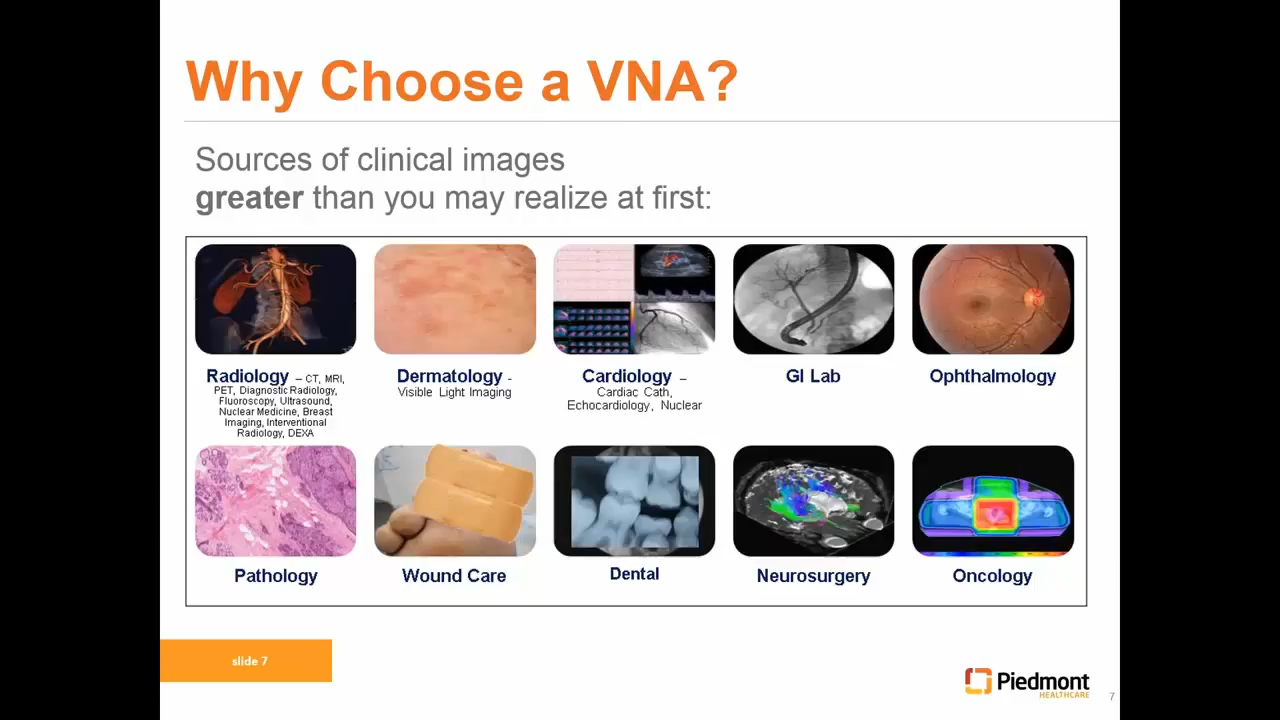 Why Choose a VNA?
Sources of clinical images
greater than you may realize at first:
Radiology – CT, MRI,
PET, Diagnostic Radiology,
Fluoroscopy, Ultrasound,
Nuclear Medicine, Breast
Imaging, Interventional
Radiology, DEXA
Dermatology -
Visible Light Imaging
Cardiology –
Cardiac Cath,
Echocardiology, Nuclear
GI Lab
Ophthalmology
Pathology
Wound Care
Dental
Neurosurgery
Oncology
slide 7
Piedmont
HEALTHCARE
7